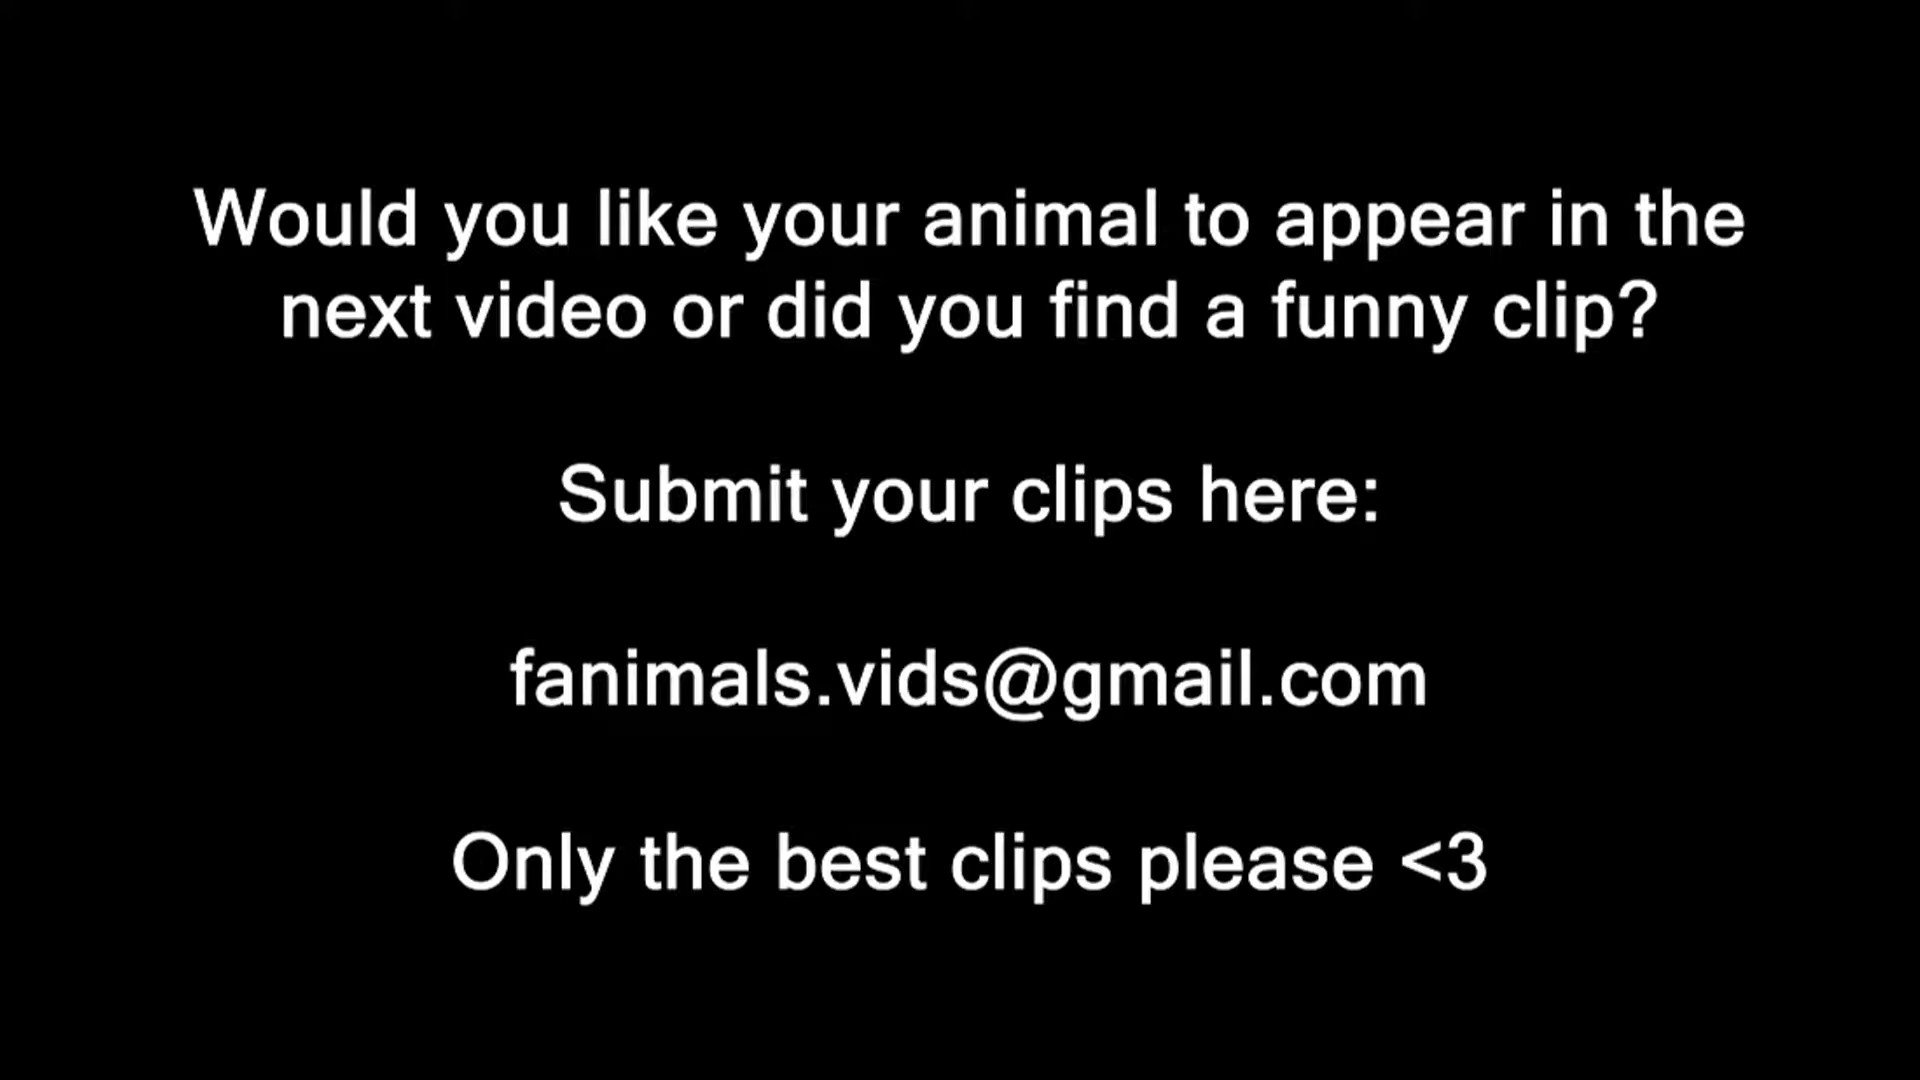 Would you like your animal to appear in the
next video or did you find a funny clip?
Submit your clips here:
fanimals.vids@gmail.com
Only the best clips please <3